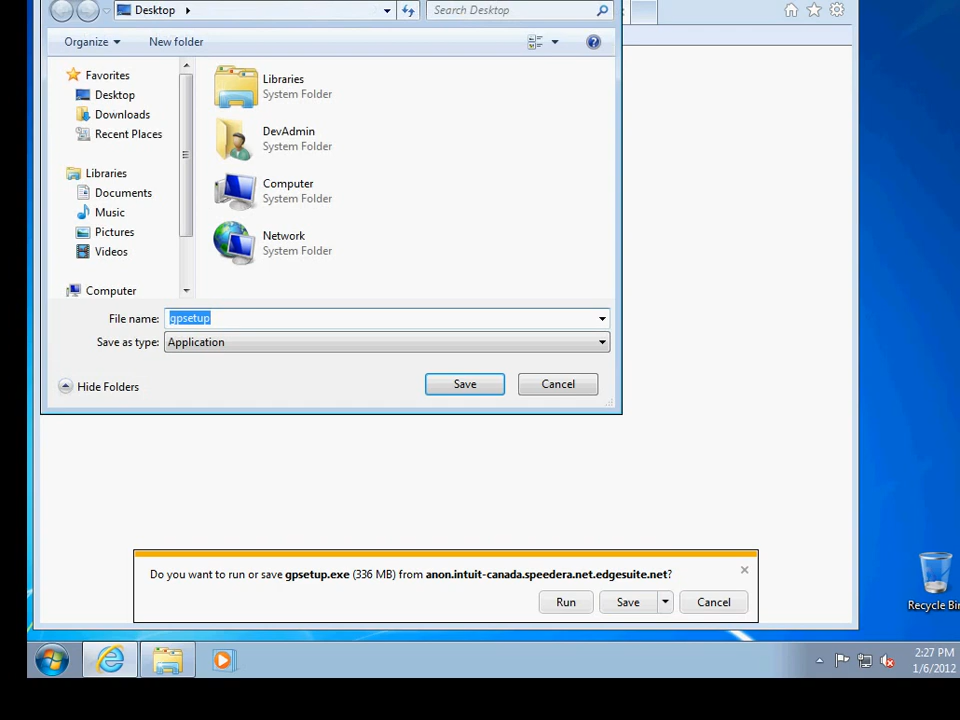 Desktop
Search Desktop
Organize
New folder
Favorites
Desktop
Downloads
Recent Places
Libraries
Documents
Music
Pictures
Videos
Computer
Libraries
System Folder
DevAdmin
System Folder
Computer
System Folder
Network
System Folder
File name: gpsetup
Save as type: Application
Hide Folders
Save
Cancel
Do you want to run or save gpsetup.exe (336 MB) from anon.intuit-canada.speedera.net.edgesuite.net?
Run
Save
Cancel
Recycle Bin
2:27 PM
1/6/2012